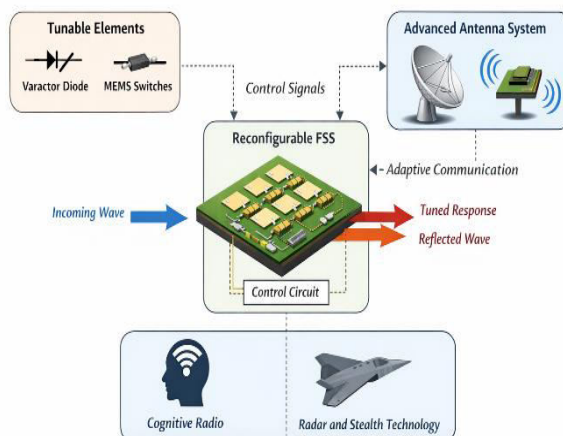 Tunable Elements
Varactor Diode
MEMS Switches
Advanced Antenna System
Control Signals
Reconfigurable FSS
Adaptive Communication
Incoming Wave
Tuned Response
Reflected Wave
Control Circuit
Cognitive Radio
Radar and Stealth Technology